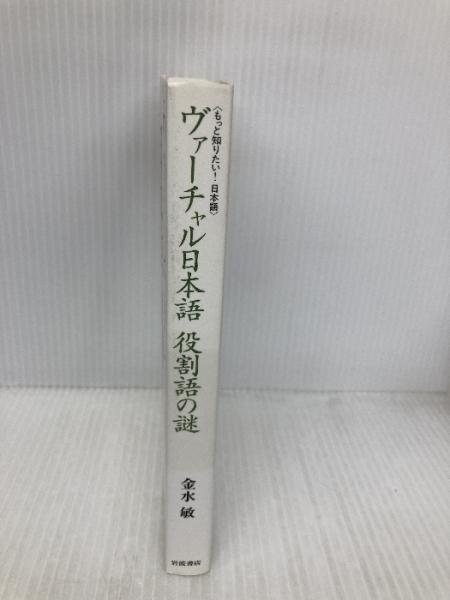 〈もっと知りたい!日本語〉
ヴァーチャル日本語 役割語の謎
金水 敏
岩波書店